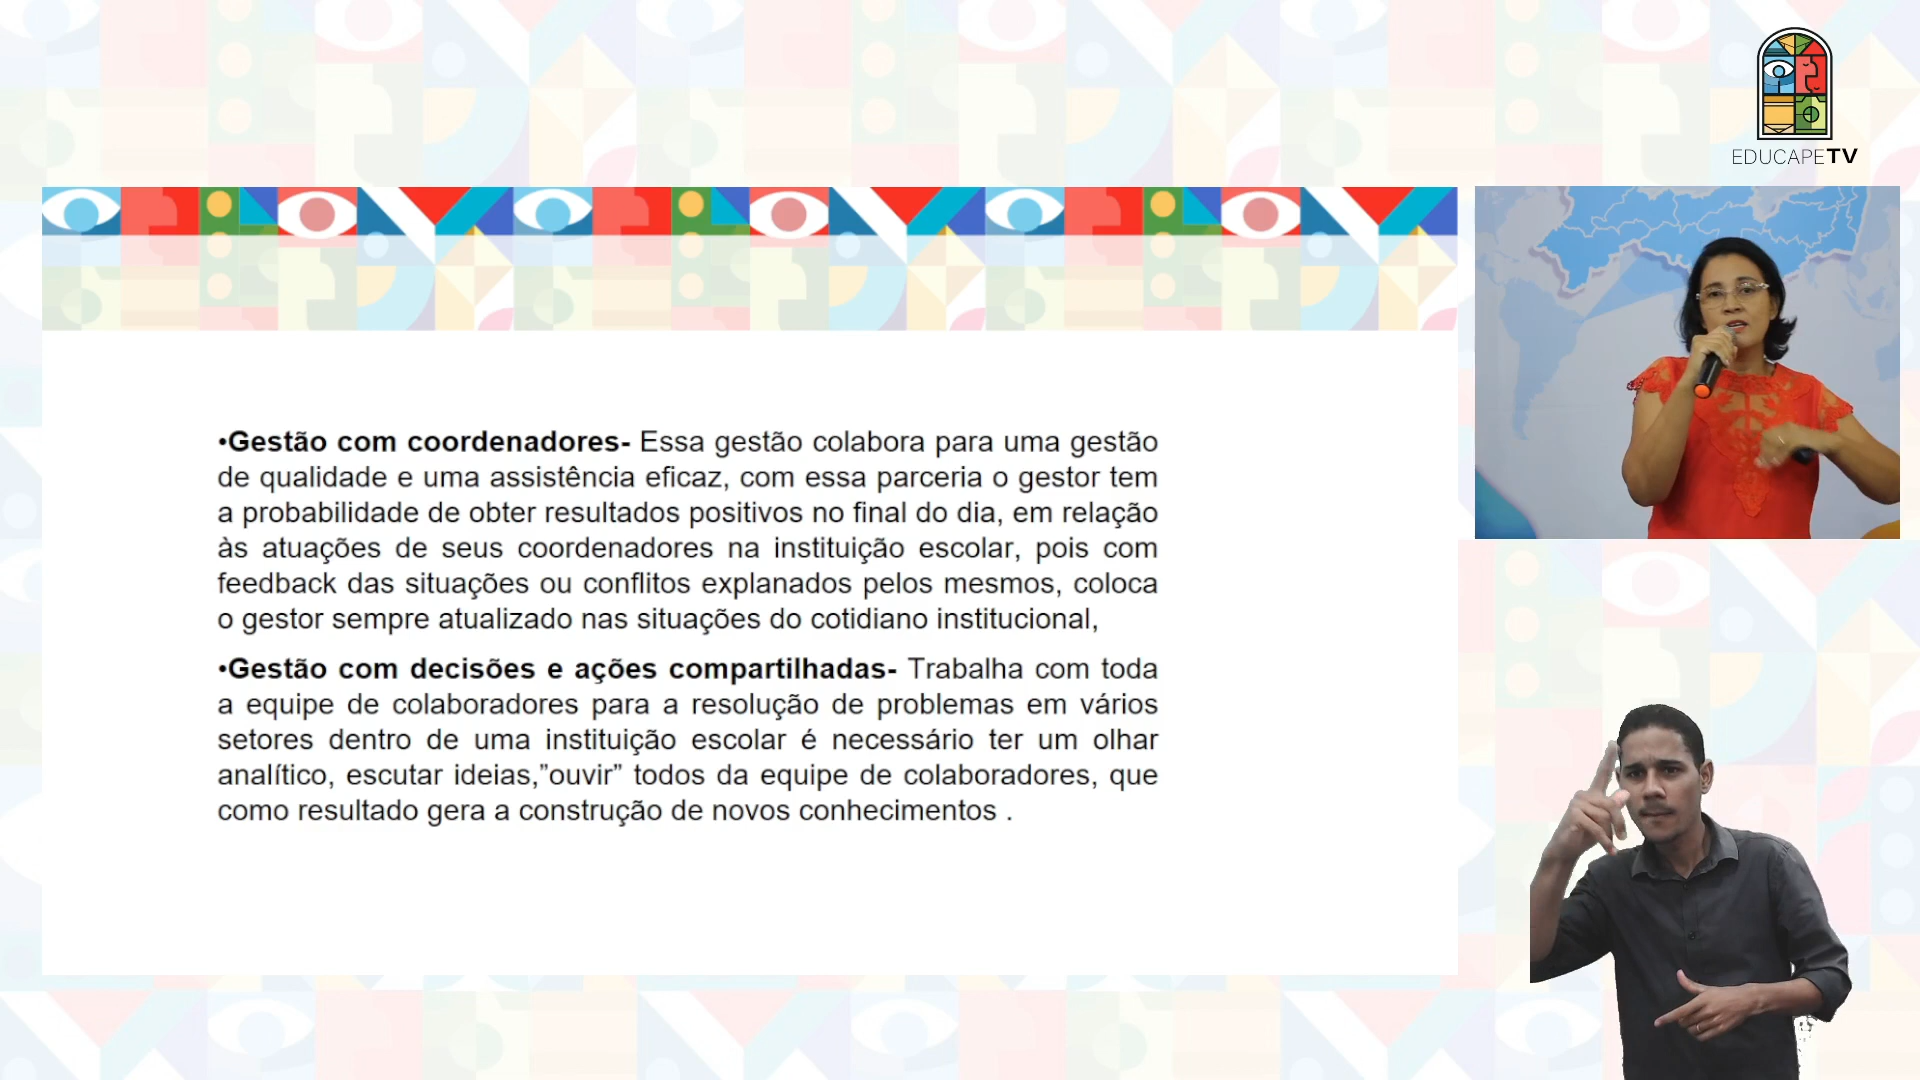 EDUCAPETV
•Gestão com coordenadores- Essa gestão colabora para uma gestão
de qualidade e uma assistência eficaz, com essa parceria o gestor tem
a probabilidade de obter resultados positivos no final do dia, em relação
às atuações de seus coordenadores na instituição escolar, pois com
feedback das situações ou conflitos explanados pelos mesmos, coloca
o gestor sempre atualizado nas situações do cotidiano institucional,
•Gestão com decisões e ações compartilhadas- Trabalha com toda
a equipe de colaboradores para a resolução de problemas em vários
setores dentro de uma instituição escolar é necessário ter um olhar
analítico, escutar ideias,”ouvir” todos da equipe de colaboradores, que
como resultado gera a construção de novos conhecimentos .